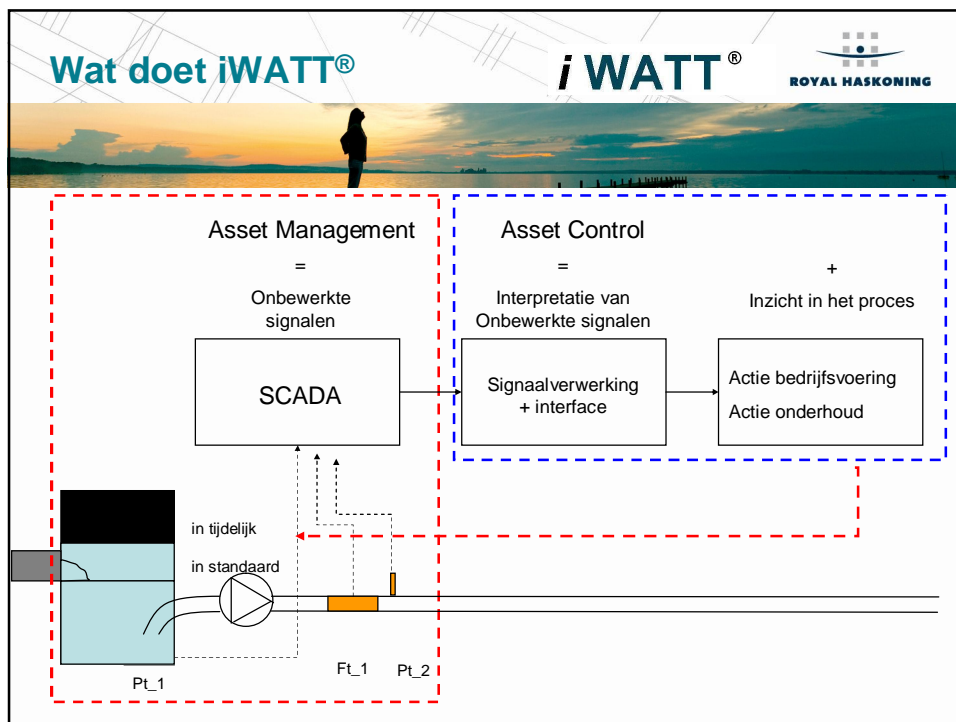 Wat doet iWATT®
i WATT®
ROYAL HASKONING
Asset Management
=
Onbewerkte
signalen
SCADA
Asset Control
=
Interpretatie van
Onbewerkte signalen
Signaalverwerking
+ interface
+
Inzicht in het proces
Actie bedrijfsvoering
Actie onderhoud
in tijdelijk
in standaard
Pt_1
Ft_1
Pt_2